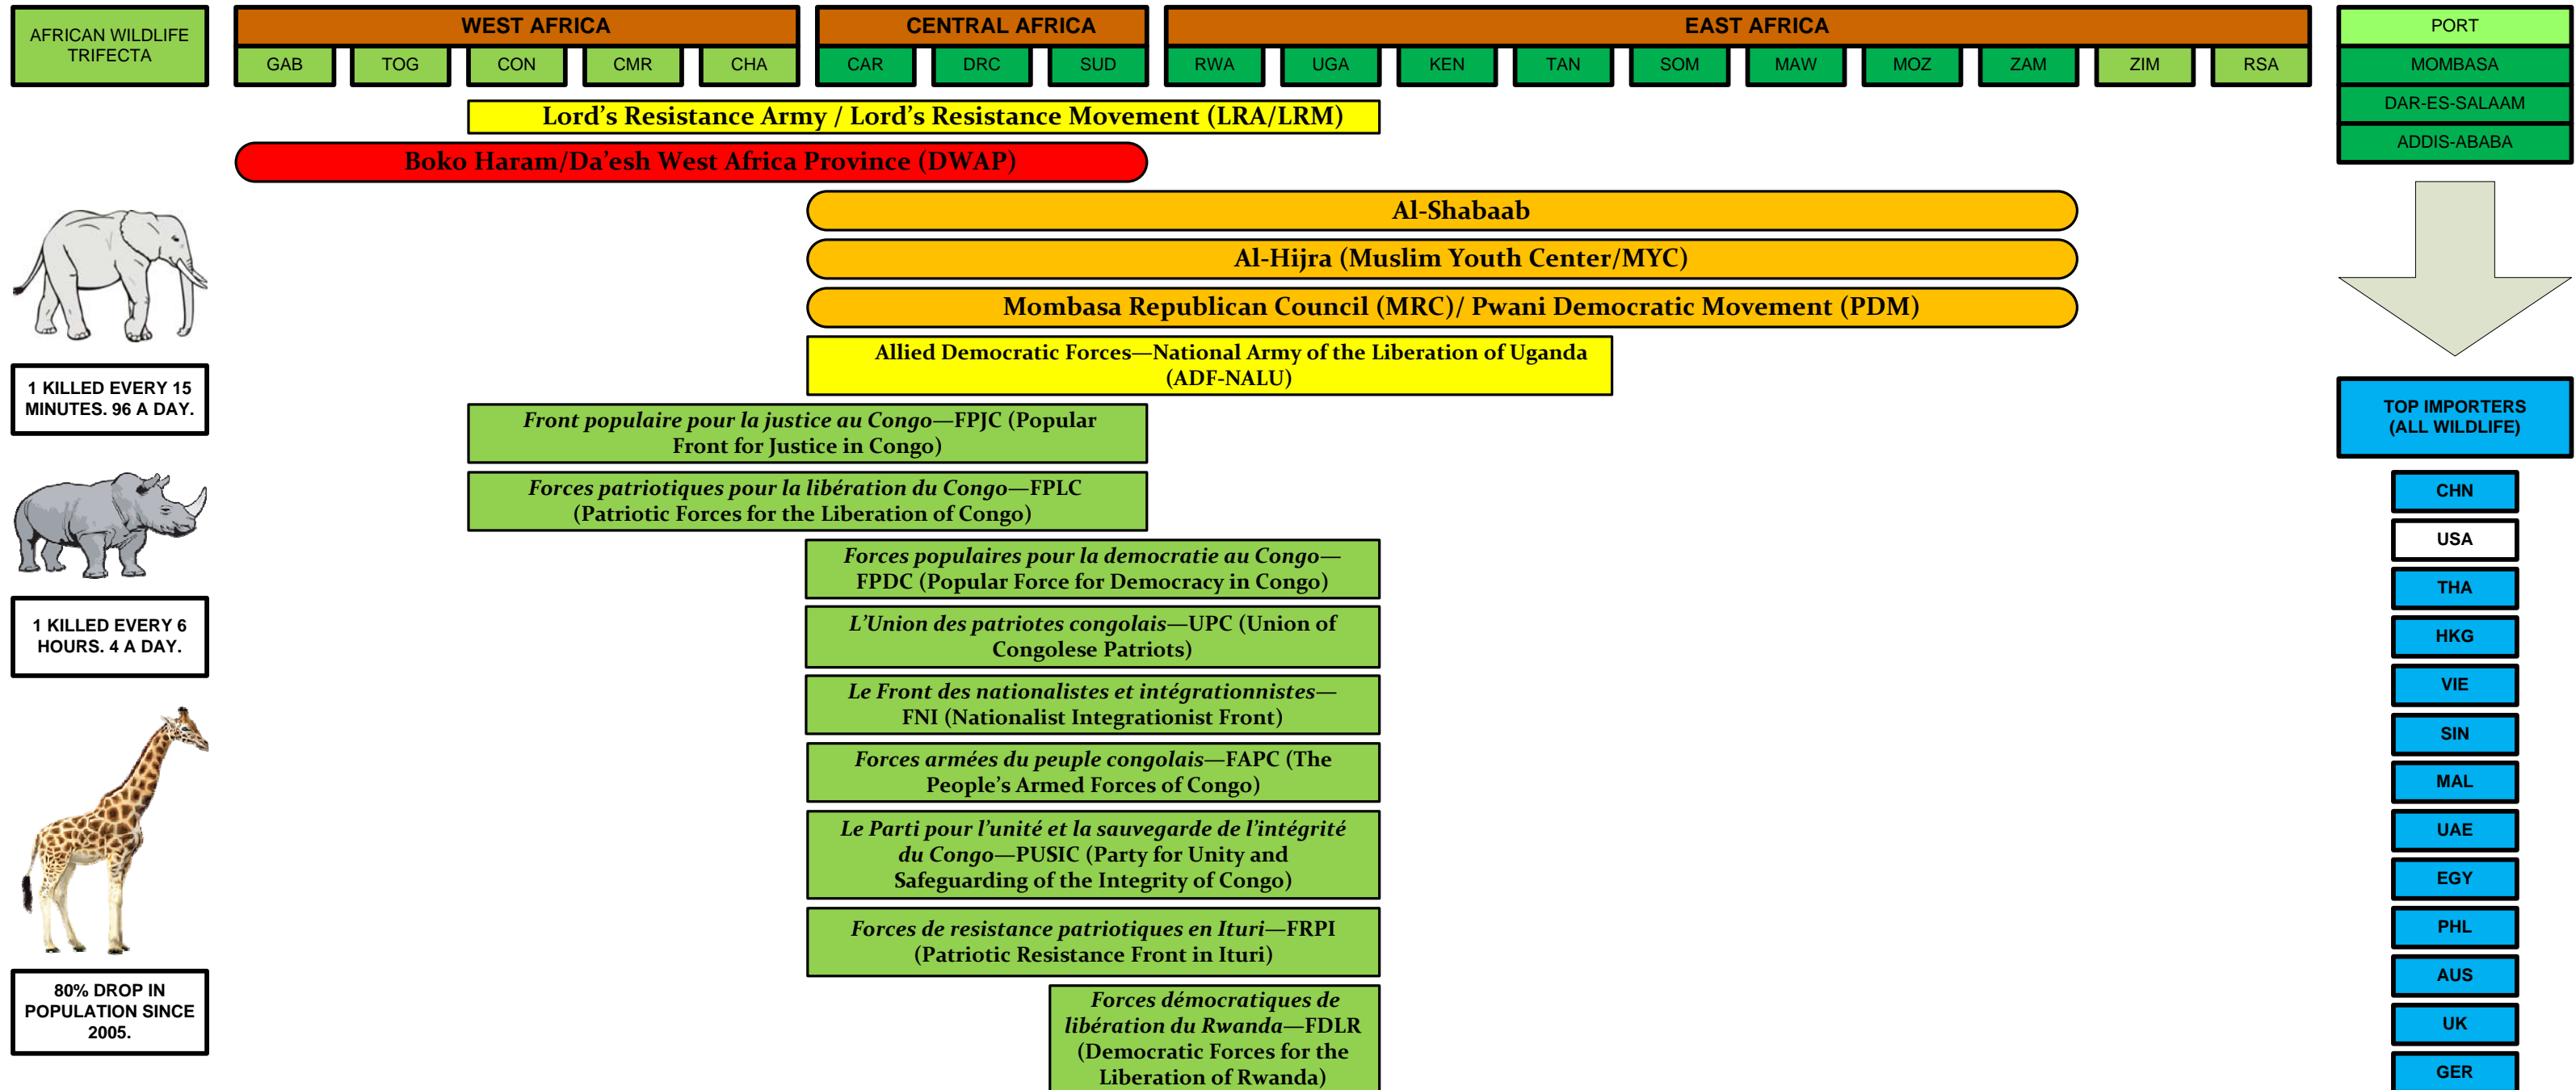 AFRICAN WILDLIFE
TRIFECTA
WEST AFRICA
CENTRAL AFRICA
EAST AFRICA
GAB
TOG
CON
CMR
CHA
CAR
DRC
SUD
RWA
UGA
KEN
TAN
SOM
MAW
MOZ
ZAM
ZIM
RSA
PORT
MOMBASA
DAR-ES-SALAAM
ADDIS-ABABA
Lord's Resistance Army / Lord's Resistance Movement (LRA/LRM)
Boko Haram/Da'esh West Africa Province (DWAP)
Al-Shabaab
Al-Hijra (Muslim Youth Center/MYC)
Mombasa Republican Council (MRC)/ Pwani Democratic Movement (PDM)
Allied Democratic Forces—National Army of the Liberation of Uganda
(ADF-NALU)
Front populaire pour la justice au Congo—FPJC (Popular
Front for Justice in Congo)
Forces patriotiques pour la libération du Congo—FPLC
(Patriotic Forces for the Liberation of Congo)
Forces populaires pour la democratie au Congo—
FPDC (Popular Force for Democracy in Congo)
L'Union des patriotes congolais—UPC (Union of
Congolese Patriots)
Le Front des nationalistes et intégrationnistes—
FNI (Nationalist Integrationist Front)
Forces armées du peuple congolais—FAPC (The
People's Armed Forces of Congo)
Le Parti pour l'unité et la sauvegarde de l'intégrité
du Congo—PUSIC (Party for Unity and
Safeguarding of the Integrity of Congo)
Forces de resistance patriotiques en Ituri—FRPI
(Patriotic Resistance Front in Ituri)
Forces démocratiques de
libération du Rwanda—FDLR
(Democratic Forces for the
Liberation of Rwanda)
1 KILLED EVERY 15
MINUTES. 96 A DAY.
1 KILLED EVERY 6
HOURS. 4 A DAY.
80% DROP IN
POPULATION SINCE
2005.
TOP IMPORTERS
(ALL WILDLIFE)
CHN
USA
THA
HKG
VIE
SIN
MAL
UAE
EGY
PHL
AUS
UK
GER